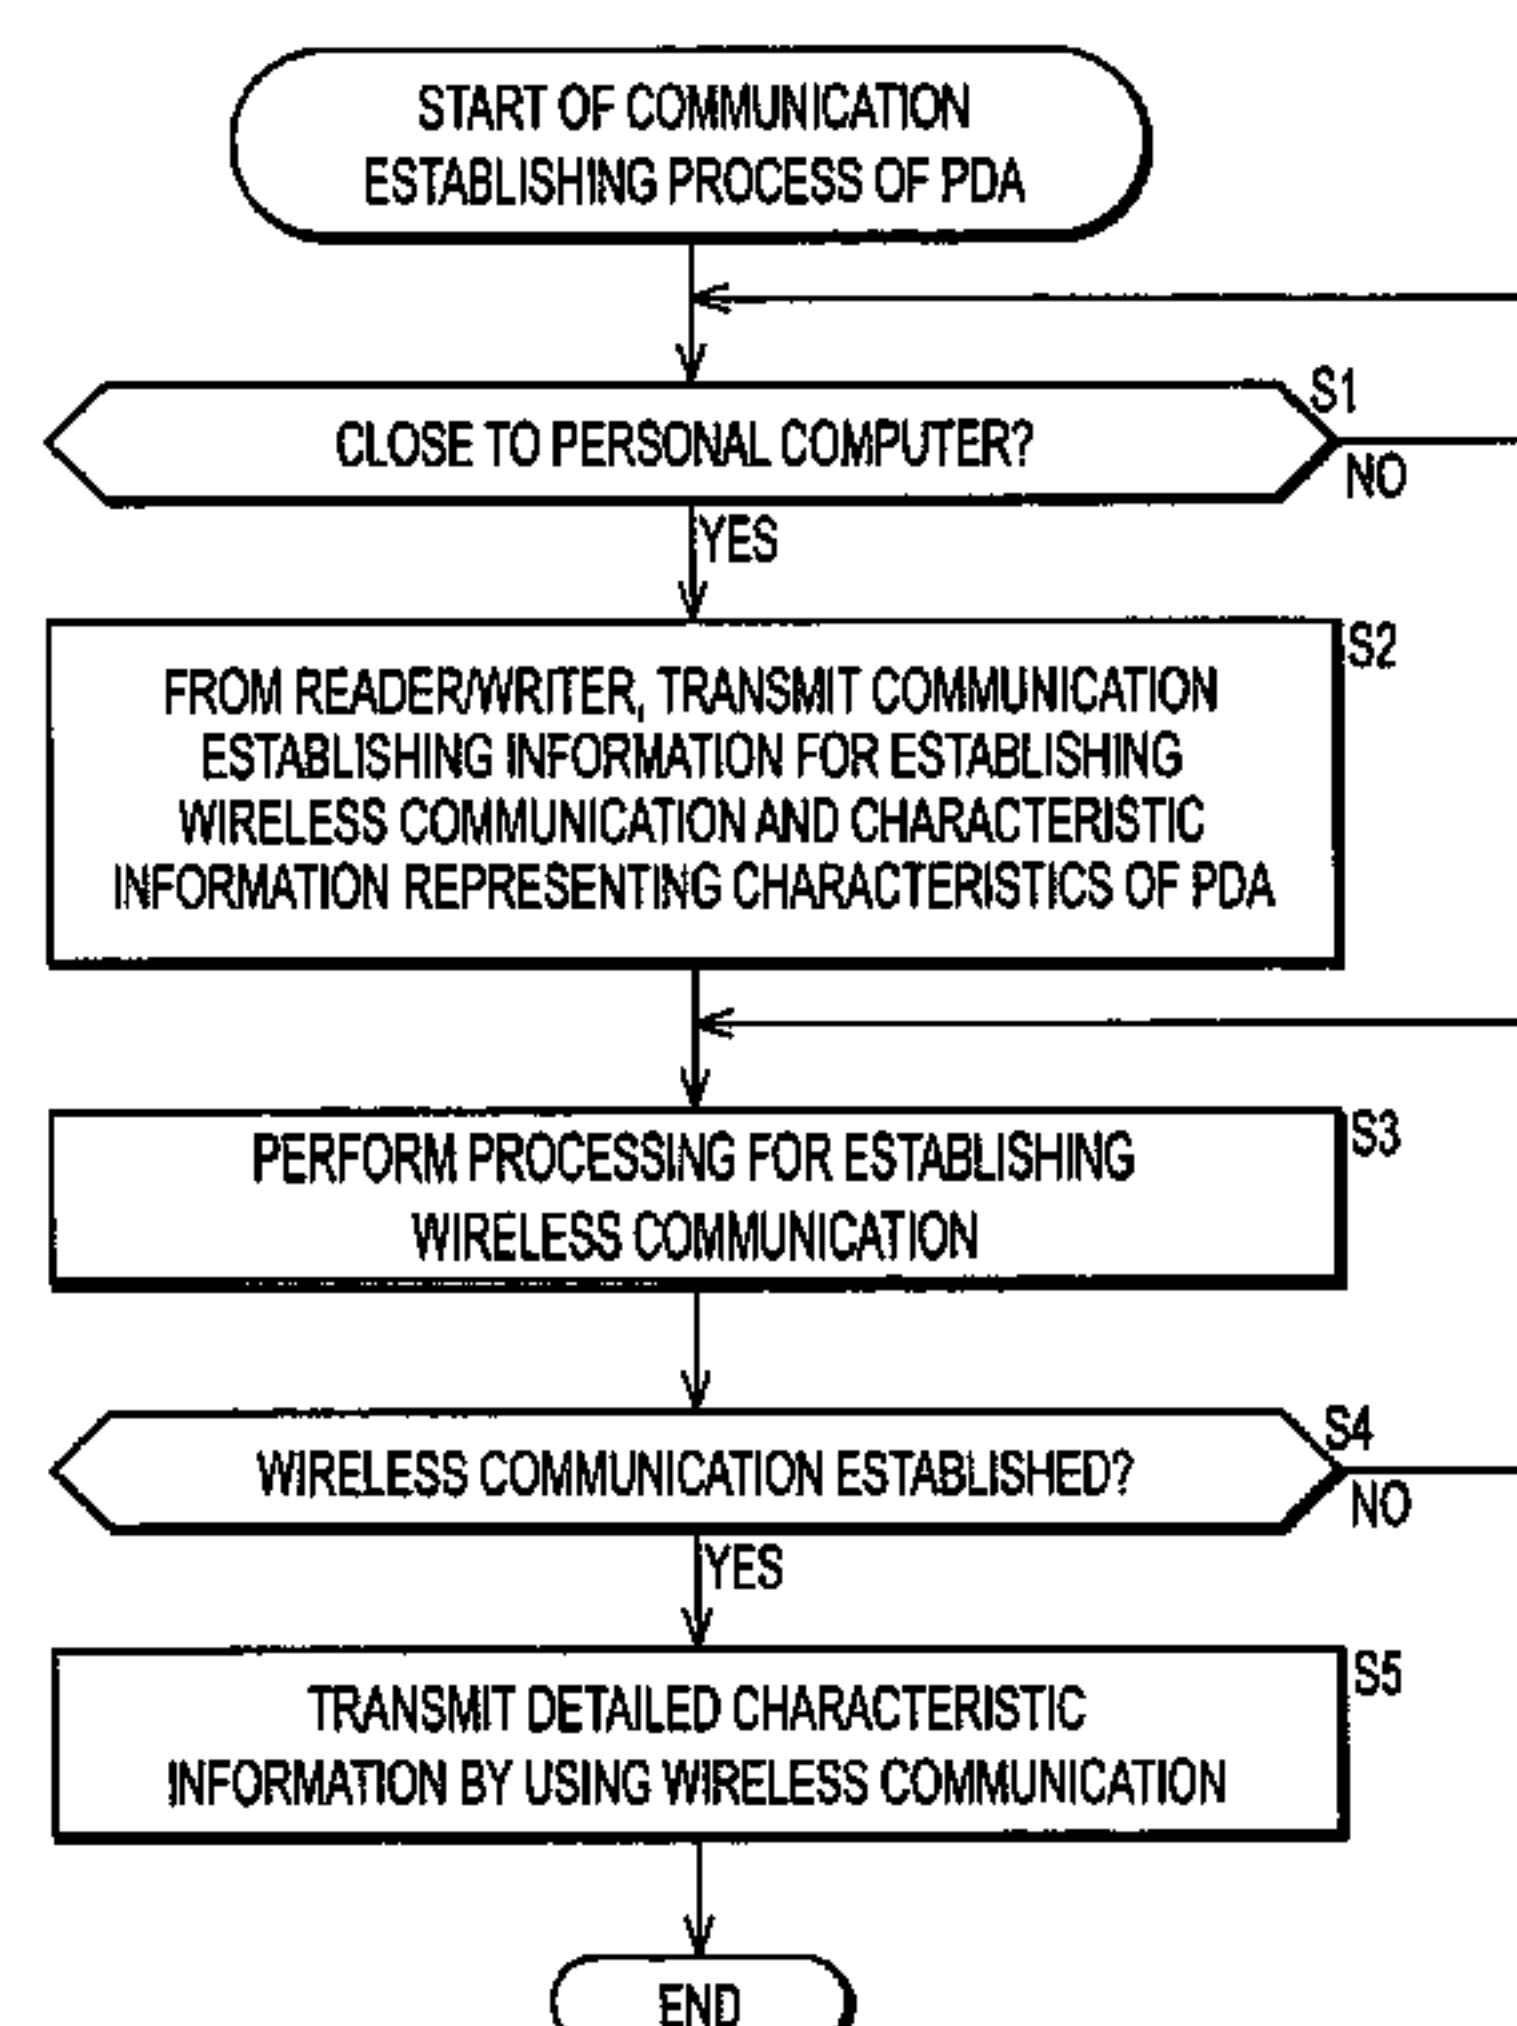 START OF COMMUNICATION
ESTABLISHING PROCESS OF PDA
S1
CLOSE TO PERSONAL COMPUTER?
NO
YES
S2
FROM READER/WRITER, TRANSMIT COMMUNICATION
ESTABLISHING INFORMATION FOR ESTABLISHING
WIRELESS COMMUNICATION AND CHARACTERISTIC
INFORMATION REPRESENTING CHARACTERISTICS OF PDA
S3
PERFORM PROCESSING FOR ESTABLISHING
WIRELESS COMMUNICATION
S4
WIRELESS COMMUNICATION ESTABLISHED?
NO
YES
S5
TRANSMIT DETAILED CHARACTERISTIC
INFORMATION BY USING WIRELESS COMMUNICATION
END